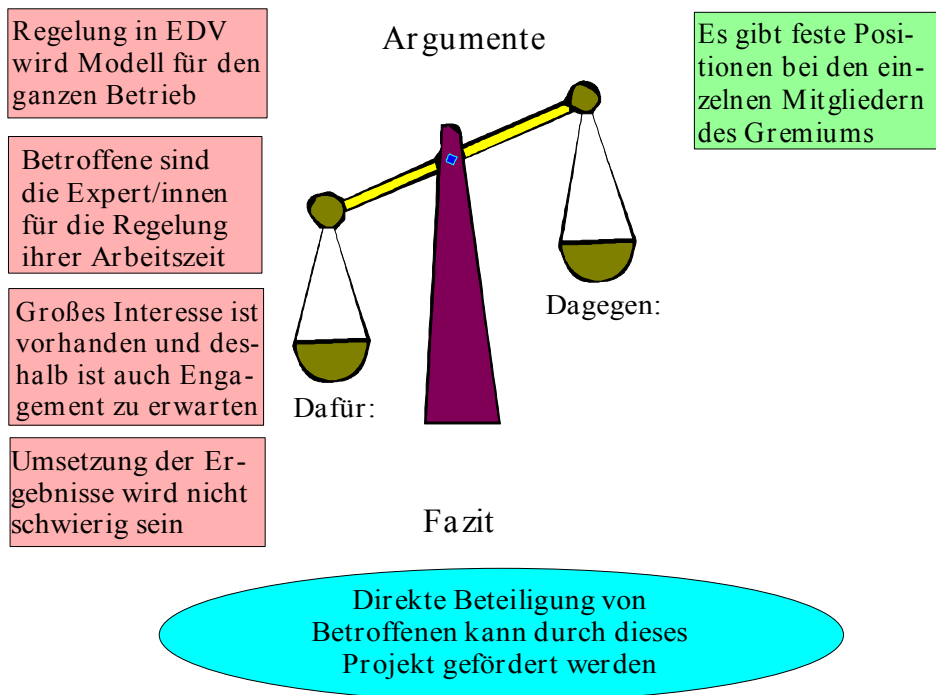 Argumente
Regelung in EDV
wird Modell für den
ganzen Betrieb
Betroffene sind
die Expert/innen
für die Regelung
ihrer Arbeitszeit
Großes Interesse ist
vorhanden und des-
halb ist auch Enga-
gement zu erwarten
Umsetzung der Er-
gebnisse wird nicht
schwierig sein
Dafür:
Es gibt feste Posi-
tionen bei den ein-
zelnen Mitgliedern
des Gremiums
Dagegen:
Fazit
Direkte Beteiligung von
Betroffenen kann durch dieses
Projekt gefördert werden